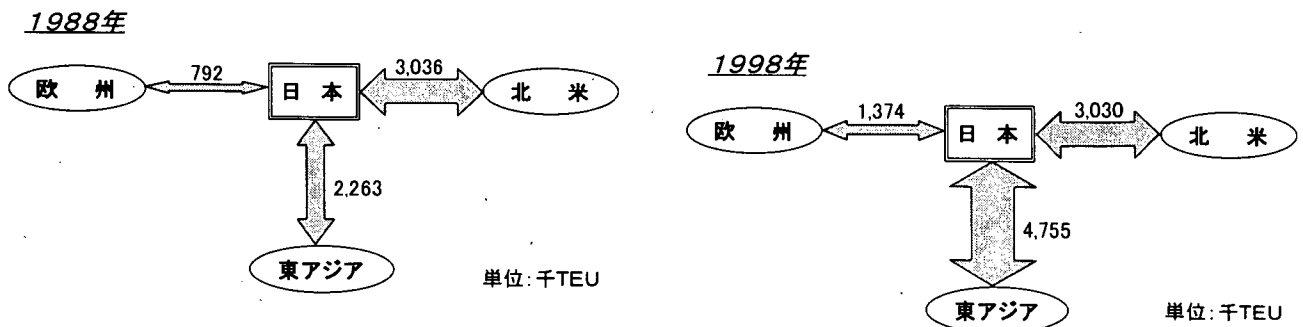 1988年
792
3,036
欧 州
日 本
北 米
2,263
東アジア
単位:千TEU
1998年
1,374
3,030
欧 州
日 本
北 米
4,755
東アジア
単位:千TEU